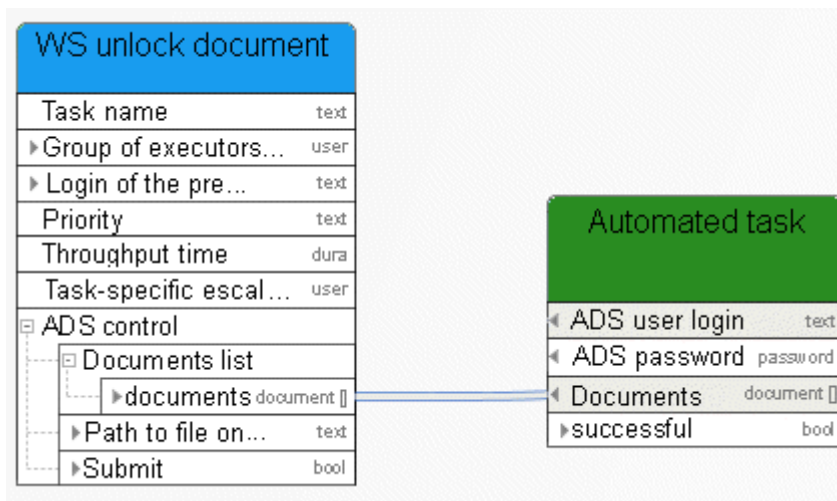 WS unlock document
Task name text
Group of executors... user
Login of the pre... text
Priority text
Throughput time dura
Task-specific escal... user
ADS control
Documents list
documents document []
Path to file on... text
Submit bool
Automated task
ADS user login text
ADS password password
Documents document []
successful bool